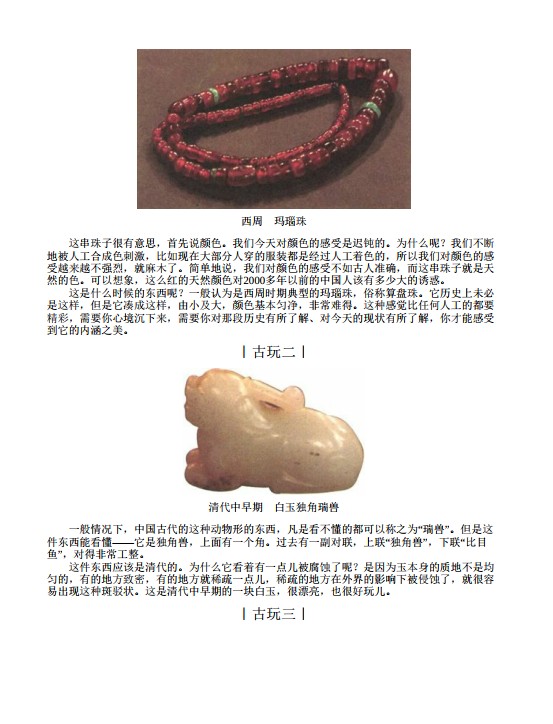 西周　玛瑙珠
这串珠子很有意思，首先说颜色。我们今天对颜色的感受是迟钝的。为什么呢？我们不断
地被人工合成色刺激，比如现在大部分人穿的服装都是经过人工着色的，所以我们对颜色的感
受越来越不强烈，就麻木了。简单地说，我们对颜色的感受不如古人准确，而这串珠子就是天
然的色。可以想象，这么红的天然颜色对2000多年以前的中国人该有多少大的诱惑。
这是什么时候的东西呢？一般认为是西周时期典型的玛瑙珠，俗称算盘珠。它历史上未必
是这样，但是它凑成这样，由小及大，颜色基本匀净，非常难得。这种感觉比任何人工的都要
精彩，需要你心境沉下来，需要你对那段历史有所了解、对今天的现状有所了解，你才能感受
到它的内涵之美。
｜古玩二｜
清代中早期　白玉独角瑞兽
一般情况下，中国古代的这种动物形的东西，凡是看不懂的都可以称之为“瑞兽”。但是这
件东西能看懂——它是独角兽，上面有一个角。过去有一副对联，上联“独角兽”，下联“比目
鱼”，对得非常工整。
这件东西应该是清代的。为什么它看着有一点儿被腐蚀了呢？是因为玉本身的质地不是均
匀的，有的地方致密，有的地方就稀疏一点儿，稀疏的地方在外界的影响下被侵蚀了，就很容
易出现这种斑驳状。这是清代中早期的一块白玉，很漂亮，也很好玩儿。
｜古玩三｜